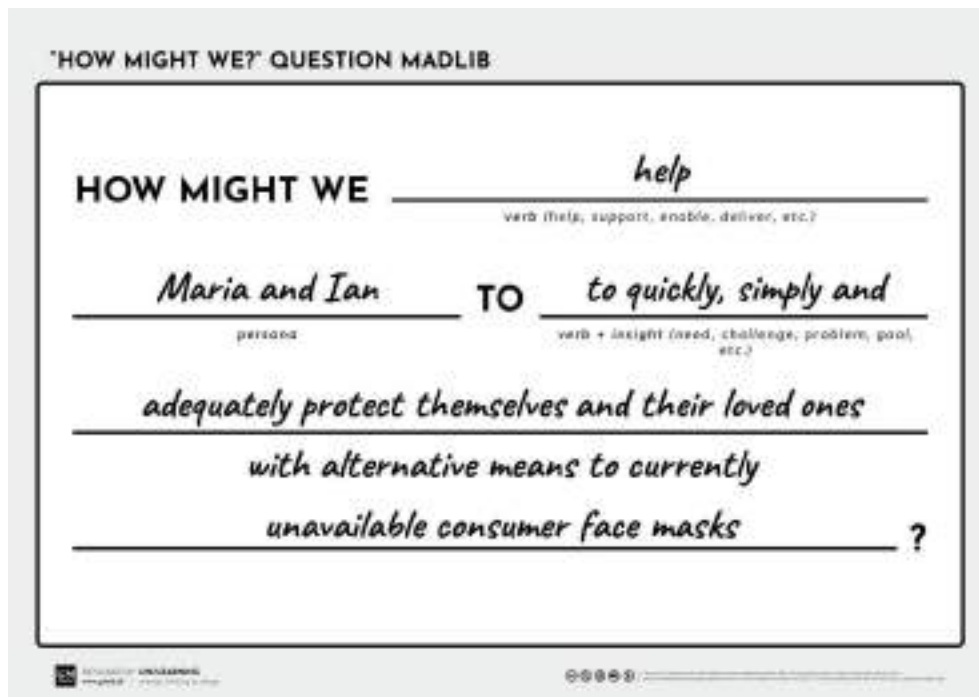 "HOW MIGHT WE?" QUESTION MADLIB
HOW MIGHT WE help
verb (help, support, enable, deliver, etc.)
Maria and Ian TO to quickly, simply and
persona verb + insight (need, challenge, problem, goal,
etc.)
adequately protect themselves and their loved ones
with alternative means to currently
unavailable consumer face masks ?